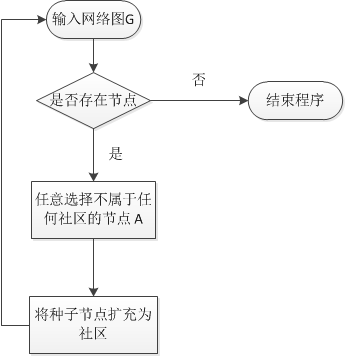 输入网络图G
是否存在节点
否
结束程序
是
任意选择不属于任
何社区的节点 A
将种子节点扩充为
社区